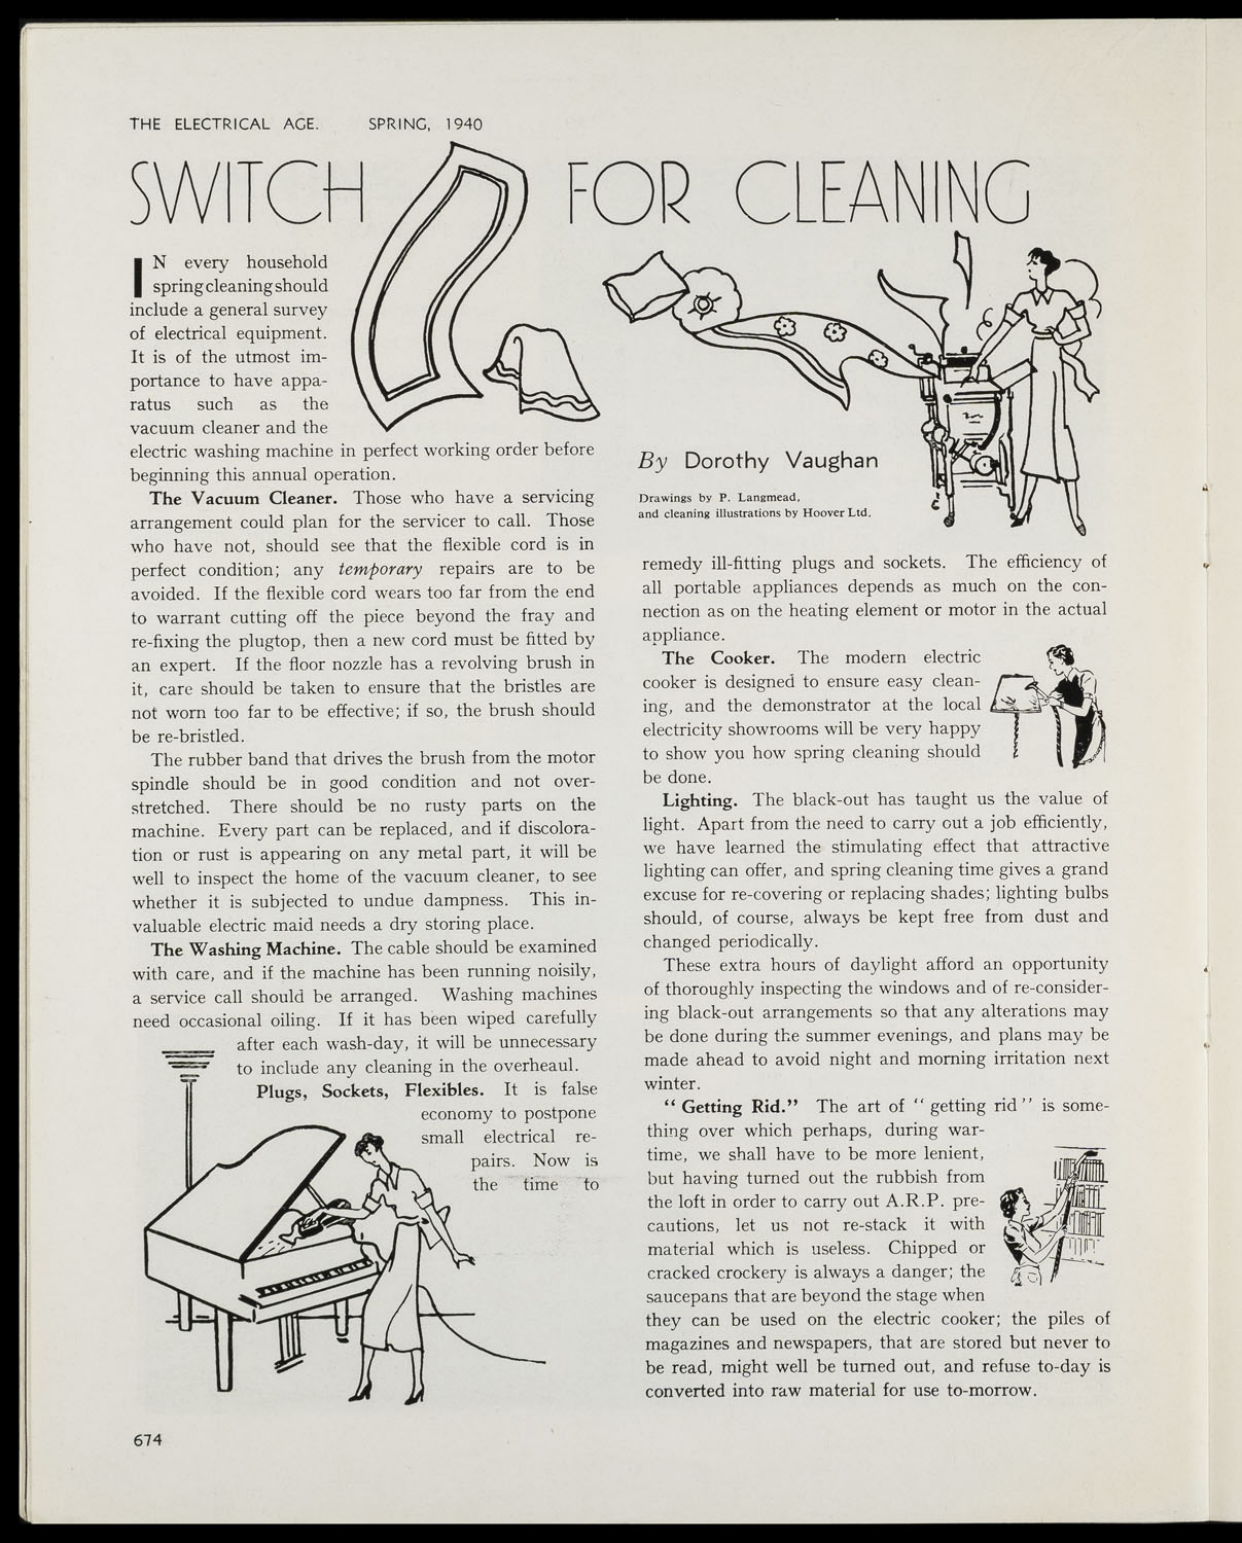 THE ELECTRICAL AGE. SPRING, 1940
SWITCH FOR CLEANING
IN every household
spring cleaning should
include a general survey
of electrical equipment.
It is of the utmost im-
portance to have appa-
ratus such as the
vacuum cleaner and the
electric washing machine in perfect working order before
beginning this annual operation.
The Vacuum Cleaner. Those who have a servicing
arrangement could plan for the servicer to call. Those
who have not, should see that the flexible cord is in
perfect condition; any temporary repairs are to be
avoided. If the flexible cord wears too far from the end
to warrant cutting off the piece beyond the fray and
re-fixing the plugtop, then a new cord must be fitted by
an expert. If the floor nozzle has a revolving brush in
it, care should be taken to ensure that the bristles are
not worn too far to be effective; if so, the brush should
be re-bristled.
The rubber band that drives the brush from the motor
spindle should be in good condition and not over-
stretched. There should be no rusty parts on the
machine. Every part can be replaced, and if discolora-
tion or rust is appearing on any metal part, it will be
well to inspect the home of the vacuum cleaner, to see
whether it is subjected to undue dampness. This in-
valuable electric maid needs a dry storing place.
The Washing Machine. The cable should be examined
with care, and if the machine has been running noisily,
a service call should be arranged. Washing machines
need occasional oiling. If it has been wiped carefully
after each wash-day, it will be unnecessary
to include any cleaning in the overheaul.
Plugs, Sockets, Flexibles. It is false
economy to postpone
small electrical re-
pairs. Now is
the time to
By Dorothy Vaughan
Drawings by P. Langmead,
and cleaning illustrations by Hoover Ltd.
remedy ill-fitting plugs and sockets. The efficiency of
all portable appliances depends as much on the con-
nection as on the heating element or motor in the actual
appliance.
The Cooker. The modern electric
cooker is designed to ensure easy clean-
ing, and the demonstrator at the local
electricity showrooms will be very happy
to show you how spring cleaning should
be done.
Lighting. The black-out has taught us the value of
light. Apart from the need to carry out a job efficiently,
we have learned the stimulating effect that attractive
lighting can offer, and spring cleaning time gives a grand
excuse for re-covering or replacing shades; lighting bulbs
should, of course, always be kept free from dust and
changed periodically.
These extra hours of daylight afford an opportunity
of thoroughly inspecting the windows and of re-consider-
ing black-out arrangements so that any alterations may
be done during the summer evenings, and plans may be
made ahead to avoid night and morning irritation next
winter.
"Getting Rid." The art of "getting rid" is some-
thing over which perhaps, during war-
time, we shall have to be more lenient,
but having turned out the rubbish from
the loft in order to carry out A.R.P. pre-
cautions, let us not re-stack it with
material which is useless. Chipped or
cracked crockery is always a danger; the
saucepans that are beyond the stage when
they can be used on the electric cooker; the piles of
magazines and newspapers, that are stored but never to
be read, might well be turned out, and refuse to-day is
converted into raw material for use to-morrow.
674